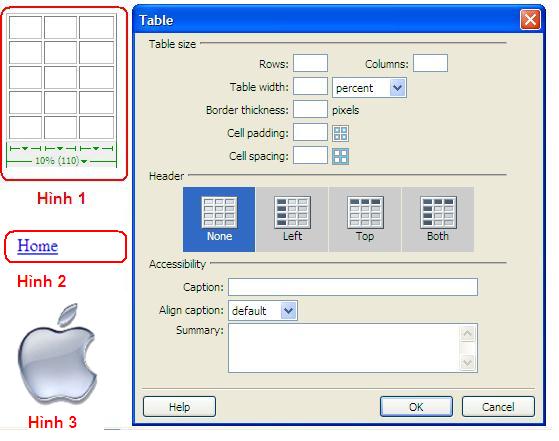 10% (110)
Hình 1
Home
Hình 2
Hình 3
Table
Table size
Rows:
Columns:
Table width:
percent
Border thickness:
pixels
Cell padding:
Cell spacing:
Header
None
Left
Top
Both
Accessibility
Caption:
Align caption:
default
Summary:
Help
OK
Cancel